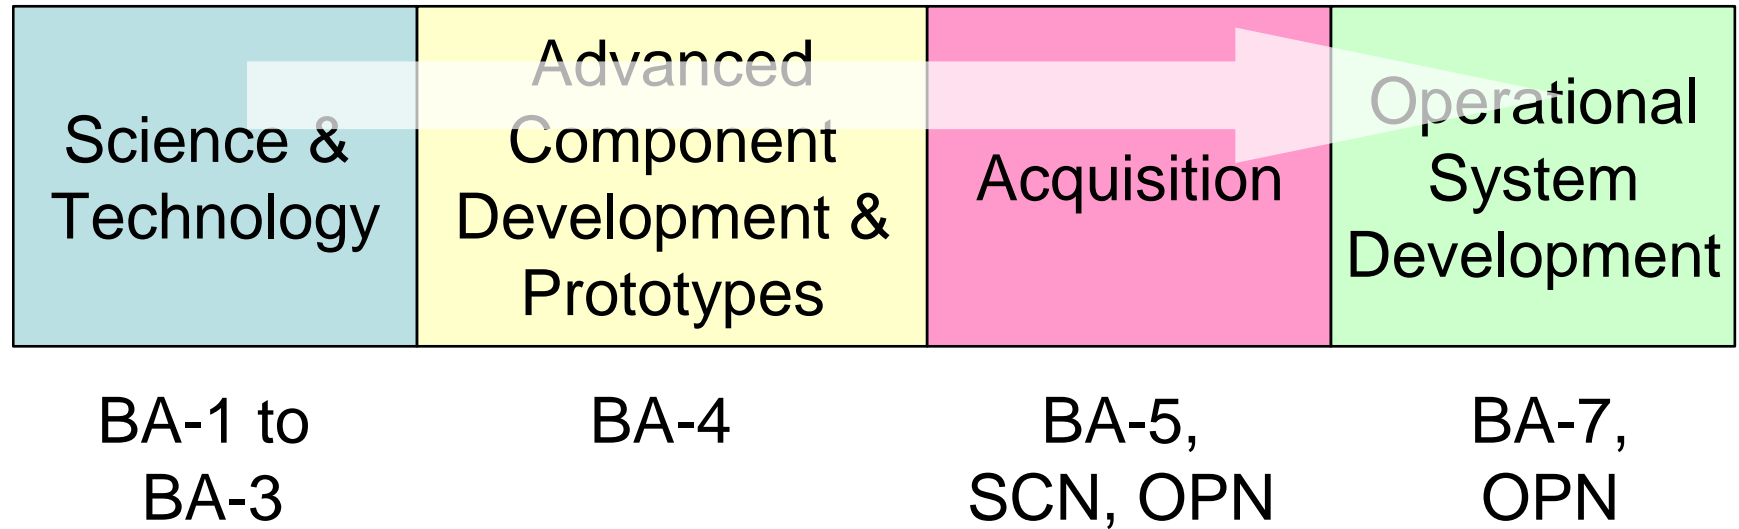 Science &
Technology
Advanced
Component
Development &
Prototypes
Acquisition
Operational
System
Development
BA-1 to
BA-3
BA-4
BA-5,
SCN, OPN
BA-7,
OPN